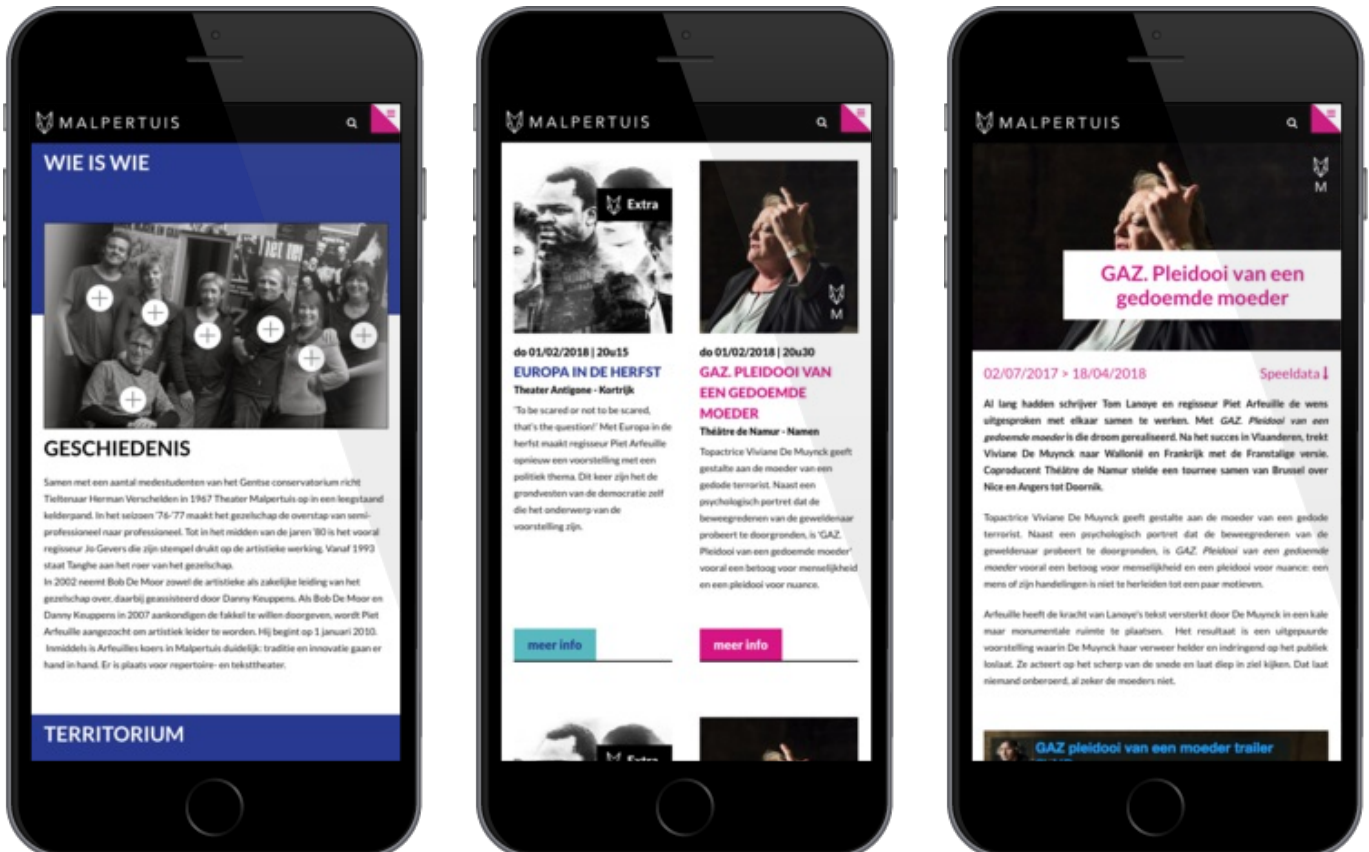 MALPERTUIS
WIE IS WIE
GESCHIEDENIS
Samen met een aantal medestudenten van het Gentse conservatorium richt
Tieltenaar Herman Verschelden in 1967 Theater Malpertuis op in een leegstaand
kelderpand. In het seizoen '76-'77 maakt het gezelschap de overstap van semi-
professioneel naar professioneel. Tot in het midden van de jaren '80 is het vooral
regisseur Jo Gevers die zijn stempel drukt op de artistieke werking. Vanaf 1993
staat Tanghe aan het roer van het gezelschap.
In 2002 neemt Bob De Moor zowel de artistieke als zakelijke leiding van het
gezelschap over, daarbij geassisteerd door Danny Keuppens. Als Bob De Moor en
Danny Keuppens in 2007 aankondigen de fakkel te willen doorgeven, wordt Piet
Arfeuille aangezocht om artistiek leider te worden. Hij begint op 1 januari 2010.
Inmiddels is Arfeuilles koers in Malpertuis duidelijk: traditie en innovatie gaan er
hand in hand. Er is plaats voor repertoire- en teksttheater.
TERRITORIUM
MALPERTUIS
Extra
do 01/02/2018 | 20u15
EUROPA IN DE HERFST
Theater Antigone - Kortrijk
'To be scared or not to be scared,
that's the question!' Met Europa in de
herfst maakt regisseur Piet Arfeuille
opnieuw een voorstelling met een
politiek thema. Dit keer zijn het de
grondvesten van de democratie zelf
die het onderwerp van de
voorstelling zijn.
meer info
M
do 01/02/2018 | 20u30
GAZ. PLEIDOOI VAN
EEN GEDOEMDE
MOEDER
Théâtre de Namur - Namen
Topactrice Viviane De Muynck geeft
gestalte aan de moeder van een
gedode terrorist. Naast een
psychologisch portret dat de
beweegredenen van de geweldenaar
probeert te doorgronden, is 'GAZ.
Pleidooi van een gedoemde moeder'
vooral een betoog voor menselijkheid
en een pleidooi voor nuance.
meer info
Extra
MALPERTUIS
M
GAZ. Pleidooi van een
gedoemde moeder
02/07/2017 > 18/04/2018 Speeldata
Al lang hadden schrijver Tom Lanoye en regisseur Piet Arfeuille de wens
uitgesproken met elkaar samen te werken. Met GAZ. Pleidooi van een
gedoemde moeder is die droom gerealiseerd. Na het succes in Vlaanderen, trekt
Viviane De Muynck naar Wallonië en Frankrijk met de Franstalige versie.
Coproducent Théâtre de Namur stelde een tournee samen van Brussel over
Nice en Angers tot Doornik.
Topactrice Viviane De Muynck geeft gestalte aan de moeder van een gedode
terrorist. Naast een psychologisch portret dat de beweegredenen van de
geweldenaar probeert te doorgronden, is GAZ. Pleidooi van een gedoemde
moeder vooral een betoog voor menselijkheid en een pleidooi voor nuance: een
mens of zijn handelingen is niet te herleiden tot een paar motieven.
Arfeuille heeft de kracht van Lanoye's tekst versterkt door De Muynck in een kale
maar monumentale ruimte te plaatsen. Het resultaat is een uitgepuurde
voorstelling waarin De Muynck haar verweer helder en indringend op het publiek
loslaat. Ze acteert op het scherp van de snede en laat diep in ziel kijken. Dat laat
niemand onberoerd, al zeker de moeders niet.
GAZ pleidooi van een moeder trailer